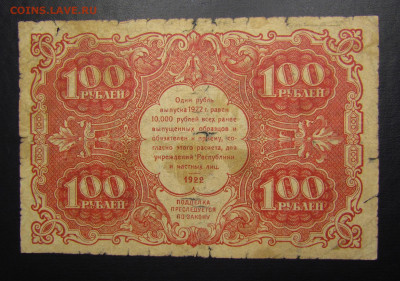 COINS.LAVE.RU
100 100
РУБЛЕЙ РУБЛЕЙ
Один рубль
выпуска 1922 г. равен
10,000 рублей всех ранее
выпущенных образцов и
обязателен к приему, со-
гласно этого расчета, для
учреждений Республики
и частных лиц.
1922
100 100
РУБЛЕЙ РУБЛЕЙ
ПОДДЕЛКА
ПРЕСЛЕДУЕТСЯ
ПО ЗАКОНУ